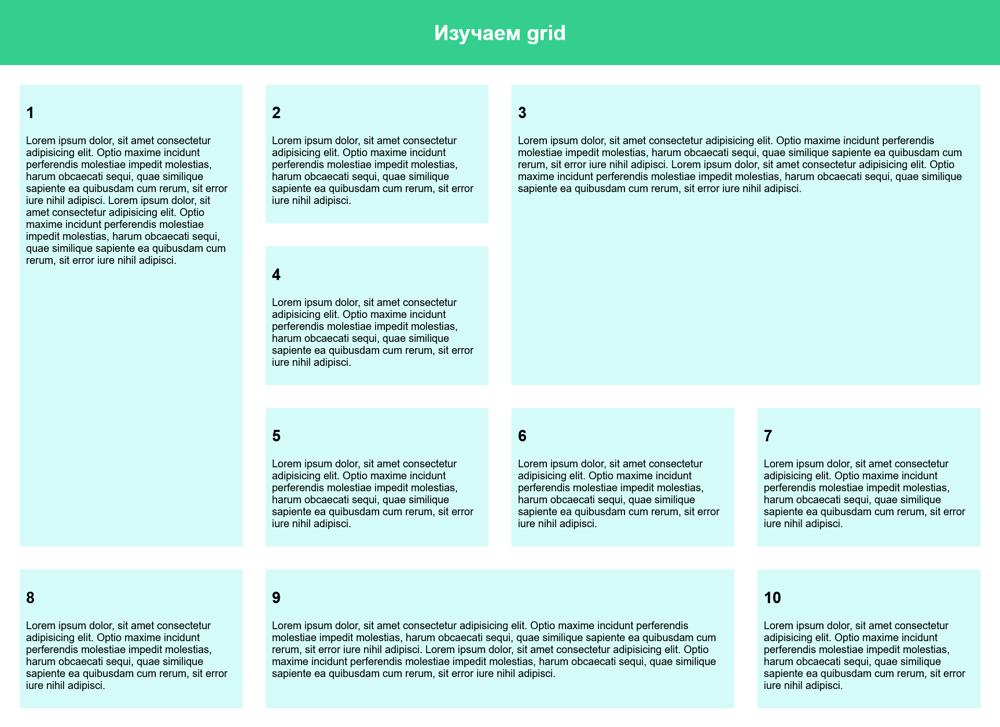 Изучаем grid
1
Lorem ipsum dolor, sit amet consectetur
adipisicing elit. Optio maxime incidunt
perferendis molestiae impedit molestias,
harum obcaecati sequi, quae similique
sapiente ea quibusdam cum rerum, sit error
iure nihil adipisci. Lorem ipsum dolor, sit
amet consectetur adipisicing elit. Optio
maxime incidunt perferendis molestiae
impedit molestias, harum obcaecati sequi,
quae similique sapiente ea quibusdam cum
rerum, sit error iure nihil adipisci.
2
Lorem ipsum dolor, sit amet consectetur
adipisicing elit. Optio maxime incidunt
perferendis molestiae impedit molestias,
harum obcaecati sequi, quae similique
sapiente ea quibusdam cum rerum, sit error
iure nihil adipisci.
3
Lorem ipsum dolor, sit amet consectetur adipisicing elit. Optio maxime incidunt perferendis
molestiae impedit molestias, harum obcaecati sequi, quae similique sapiente ea quibusdam cum
rerum, sit error iure nihil adipisci. Lorem ipsum dolor, sit amet consectetur adipisicing elit. Optio
maxime incidunt perferendis molestiae impedit molestias, harum obcaecati sequi, quae similique
sapiente ea quibusdam cum rerum, sit error iure nihil adipisci.
4
Lorem ipsum dolor, sit amet consectetur
adipisicing elit. Optio maxime incidunt
perferendis molestiae impedit molestias,
harum obcaecati sequi, quae similique
sapiente ea quibusdam cum rerum, sit error
iure nihil adipisci.
5
Lorem ipsum dolor, sit amet consectetur
adipisicing elit. Optio maxime incidunt
perferendis molestiae impedit molestias,
harum obcaecati sequi, quae similique
sapiente ea quibusdam cum rerum, sit error
iure nihil adipisci.
6
Lorem ipsum dolor, sit amet consectetur
adipisicing elit. Optio maxime incidunt
perferendis molestiae impedit molestias,
harum obcaecati sequi, quae similique
sapiente ea quibusdam cum rerum, sit error
iure nihil adipisci.
7
Lorem ipsum dolor, sit amet consectetur
adipisicing elit. Optio maxime incidunt
perferendis molestiae impedit molestias,
harum obcaecati sequi, quae similique
sapiente ea quibusdam cum rerum, sit error
iure nihil adipisci.
8
Lorem ipsum dolor, sit amet consectetur
adipisicing elit. Optio maxime incidunt
perferendis molestiae impedit molestias,
harum obcaecati sequi, quae similique
sapiente ea quibusdam cum rerum, sit error
iure nihil adipisci.
9
Lorem ipsum dolor, sit amet consectetur adipisicing elit. Optio maxime incidunt perferendis
molestiae impedit molestias, harum obcaecati sequi, quae similique sapiente ea quibusdam cum
rerum, sit error iure nihil adipisci. Lorem ipsum dolor, sit amet consectetur adipisicing elit. Optio
maxime incidunt perferendis molestiae impedit molestias, harum obcaecati sequi, quae similique
sapiente ea quibusdam cum rerum, sit error iure nihil adipisci.
10
Lorem ipsum dolor, sit amet consectetur
adipisicing elit. Optio maxime incidunt
perferendis molestiae impedit molestias,
harum obcaecati sequi, quae similique
sapiente ea quibusdam cum rerum, sit error
iure nihil adipisci.